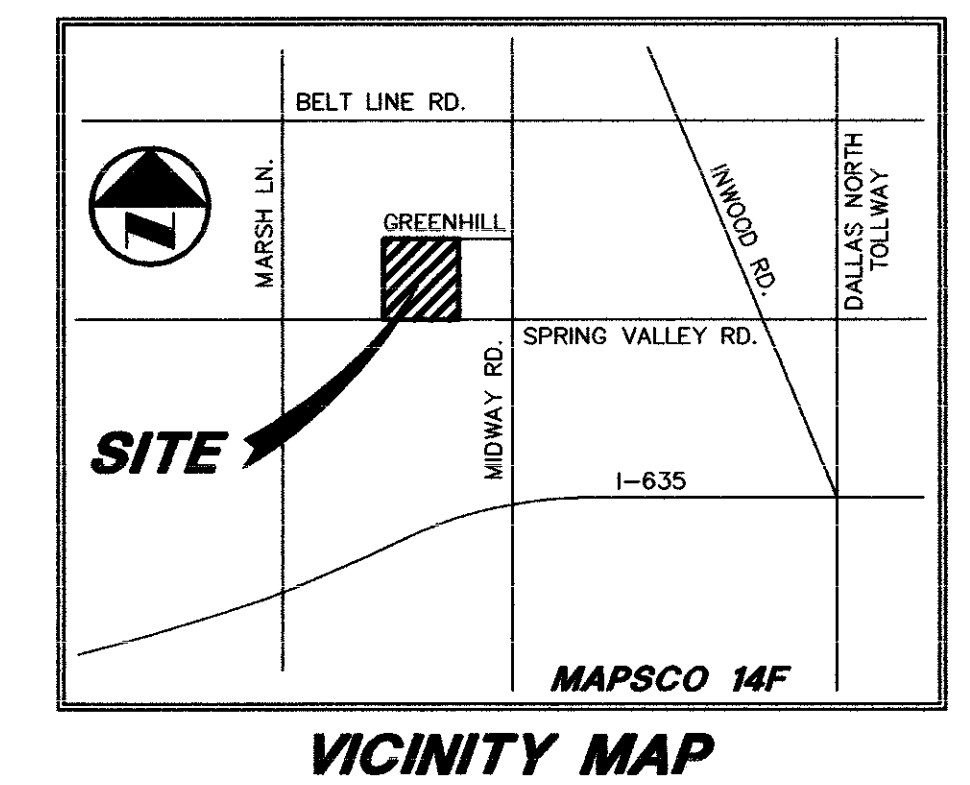 BELT LINE RD.
MARSH LN.
N
GREENHILL
INWOOD RD.
DALLAS NORTH
TOLLWAY
SPRING VALLEY RD.
MIDWAY RD.
SITE
I-635
MAPSCO 14F
VICINITY MAP